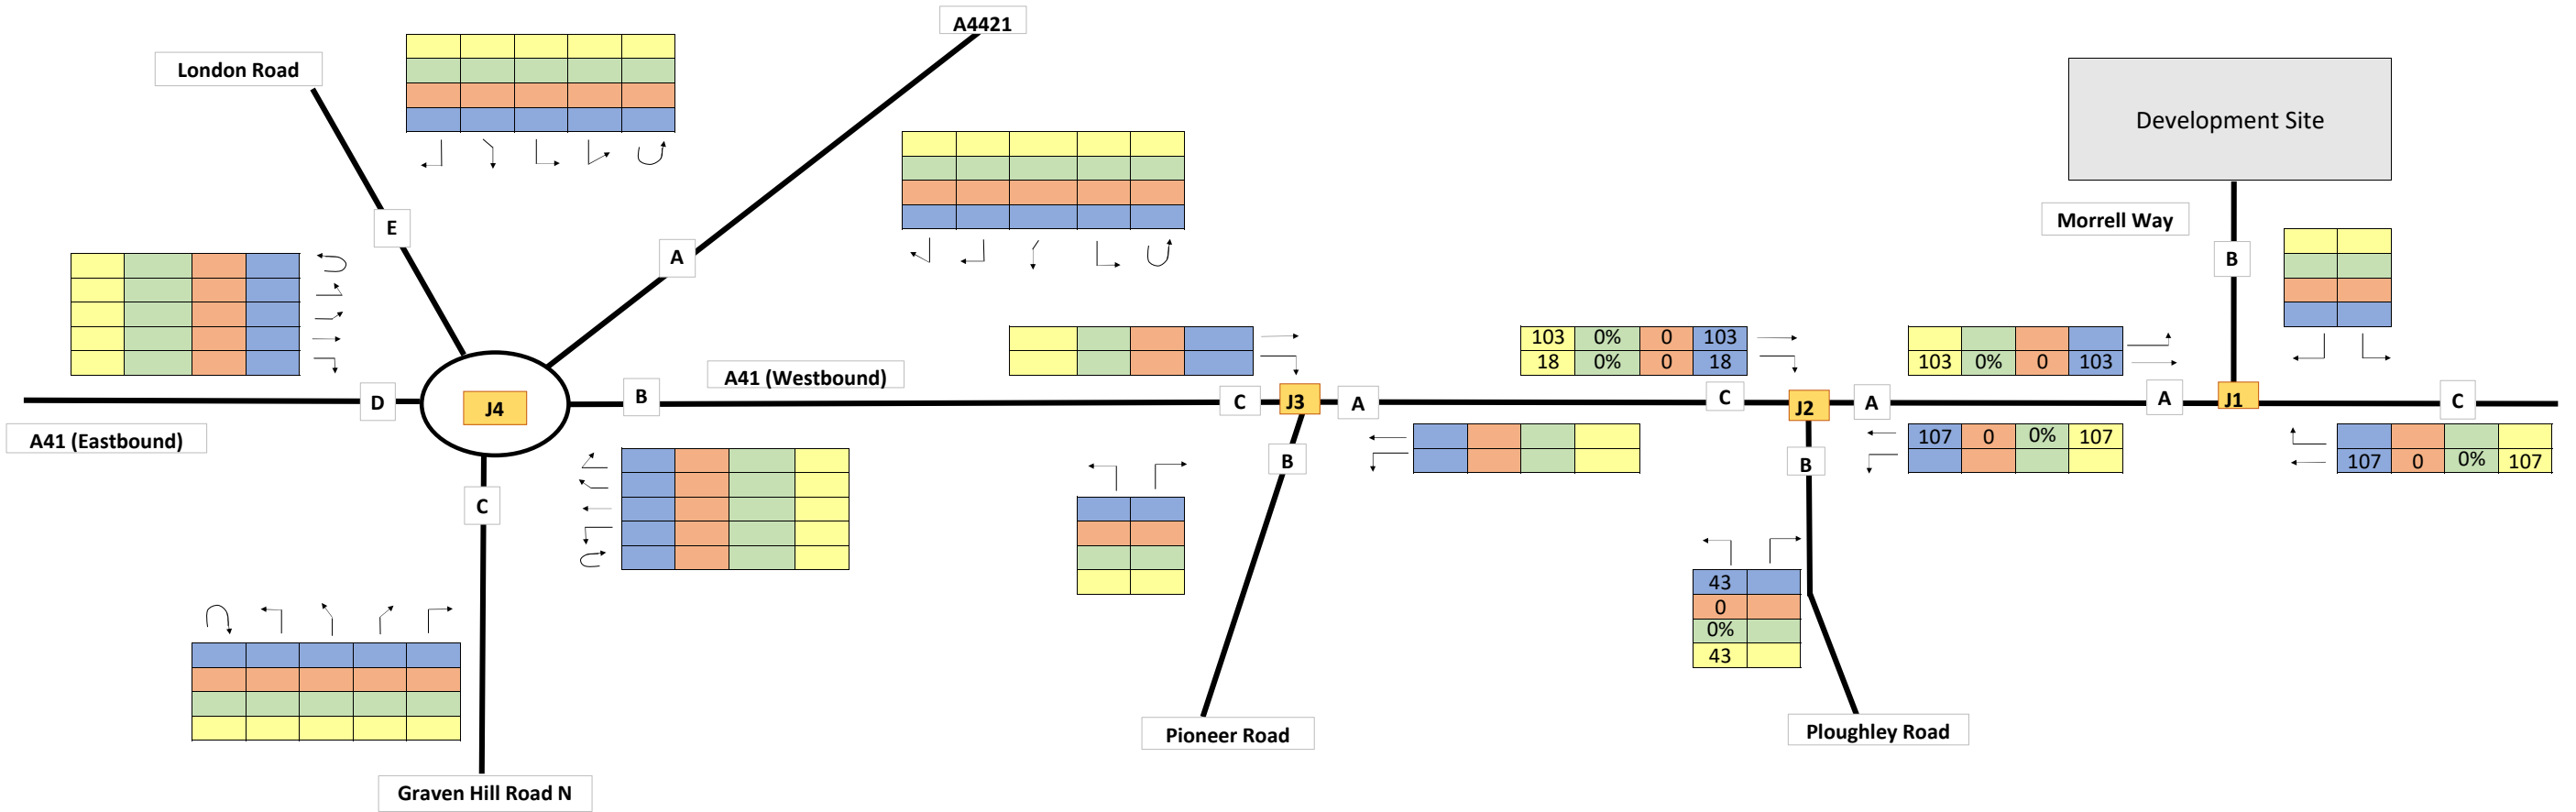 A4421
London Road
Development Site
Morrell Way
E
A
B
103 0% 0 103
18 0% 0 18
103 0% 0 103
A41 (Westbound)
D
J4
B
C
J3
A
C
J2
A
A
J1
C
A41 (Eastbound)
107 0 0% 107
107 0 0% 107
B
B
C
43
0
0%
43
Pioneer Road
Ploughley Road
Graven Hill Road N